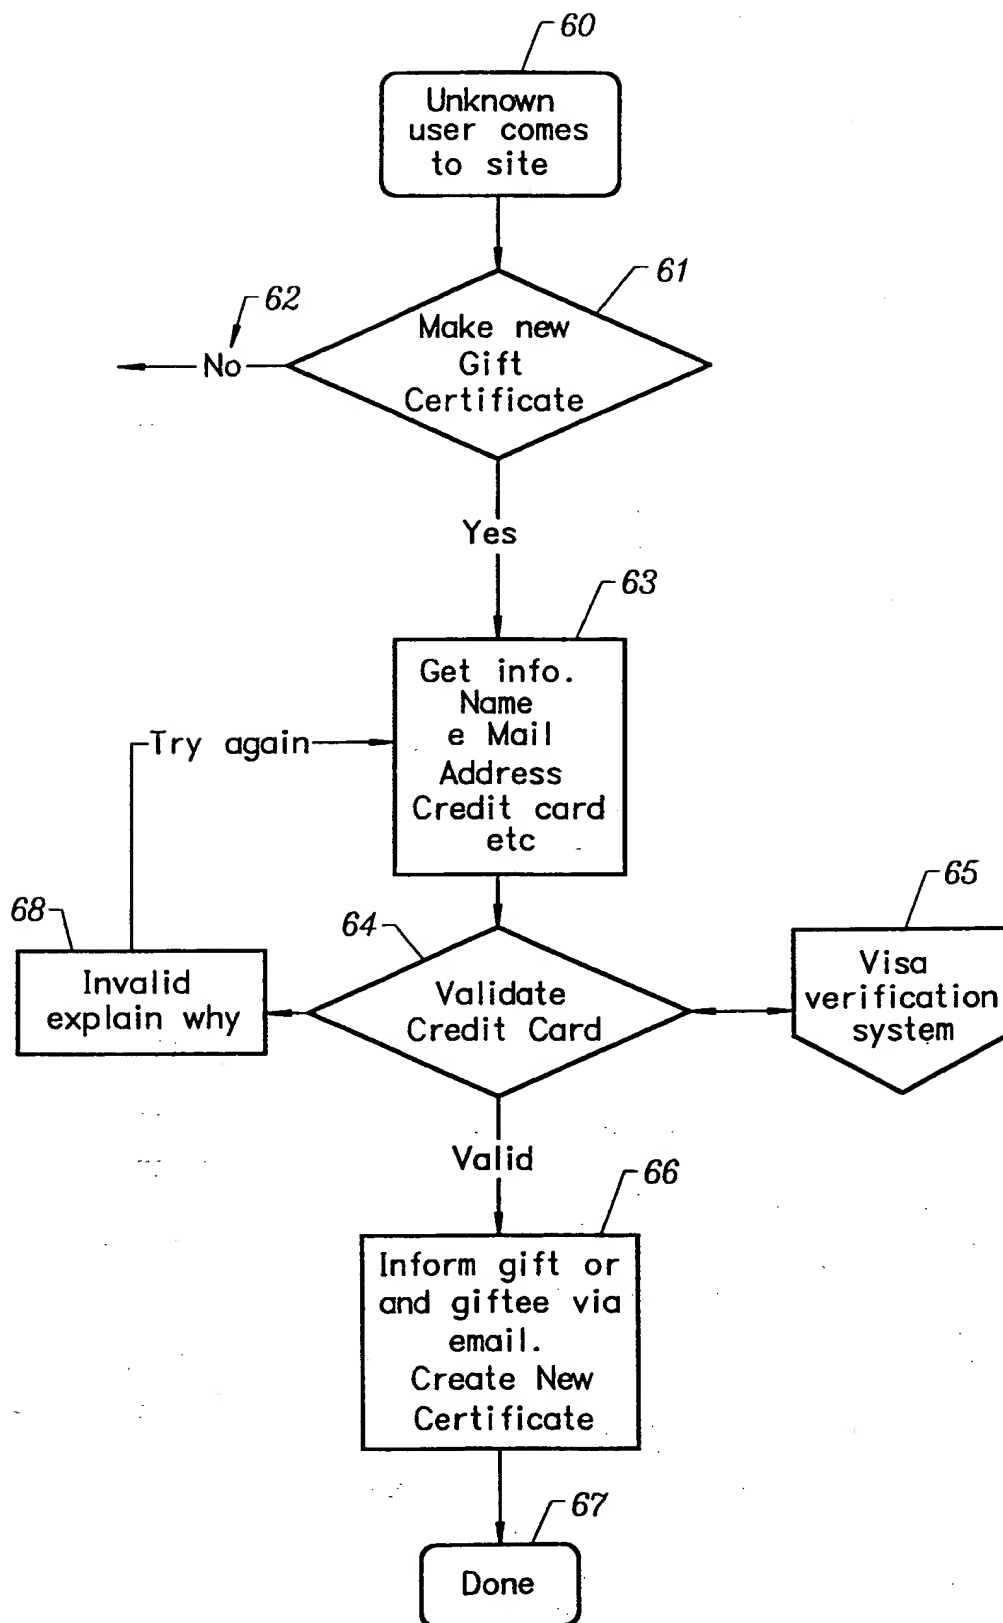 60
Unknown
user comes
to site
61
62
Make new
Gift
Certificate
No
Yes
63
Get info.
Name
e Mail
Address
Credit card
etc
Try again
65
68
64
Invalid
explain why
Validate
Credit Card
Visa
verification
system
Valid
66
Inform gift or
and giftee via
email.
Create New
Certificate
67
Done